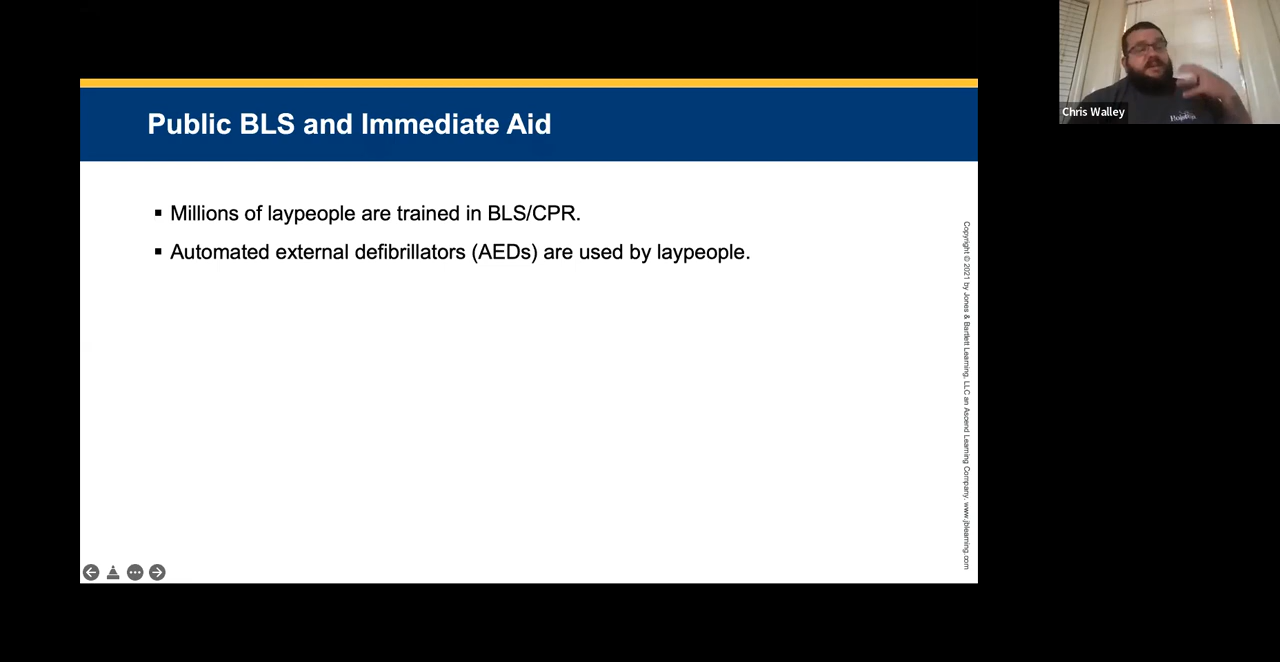 Public BLS and Immediate Aid
▪ Millions of laypeople are trained in BLS/CPR.
▪ Automated external defibrillators (AEDs) are used by laypeople.
Copyright © 2021 by Jones & Bartlett Learning, LLC an Ascend Learning Company. www.jblearning.com
Chris Walley